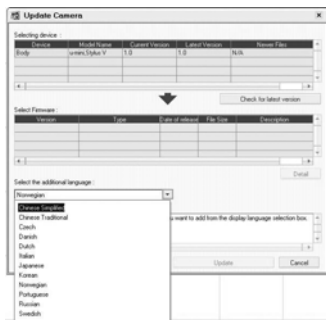 Update Camera
Selecting device :
Device Model Name Current Version Latest Version Newer Files
Body u-mini,Stylus V 1.0 1.0 N/A
Check for latest version
Select Firmware :
Version Type Date of release File Size Description
Detail
Select the additional language :
Norwegian
Chinese Simplified
want to add from the display language selection box.
Chinese Traditional
Czech
Danish
Dutch
Italian
Update Cancel
Japanese
Korean
Norwegian
Portuguese
Russian
Swedish